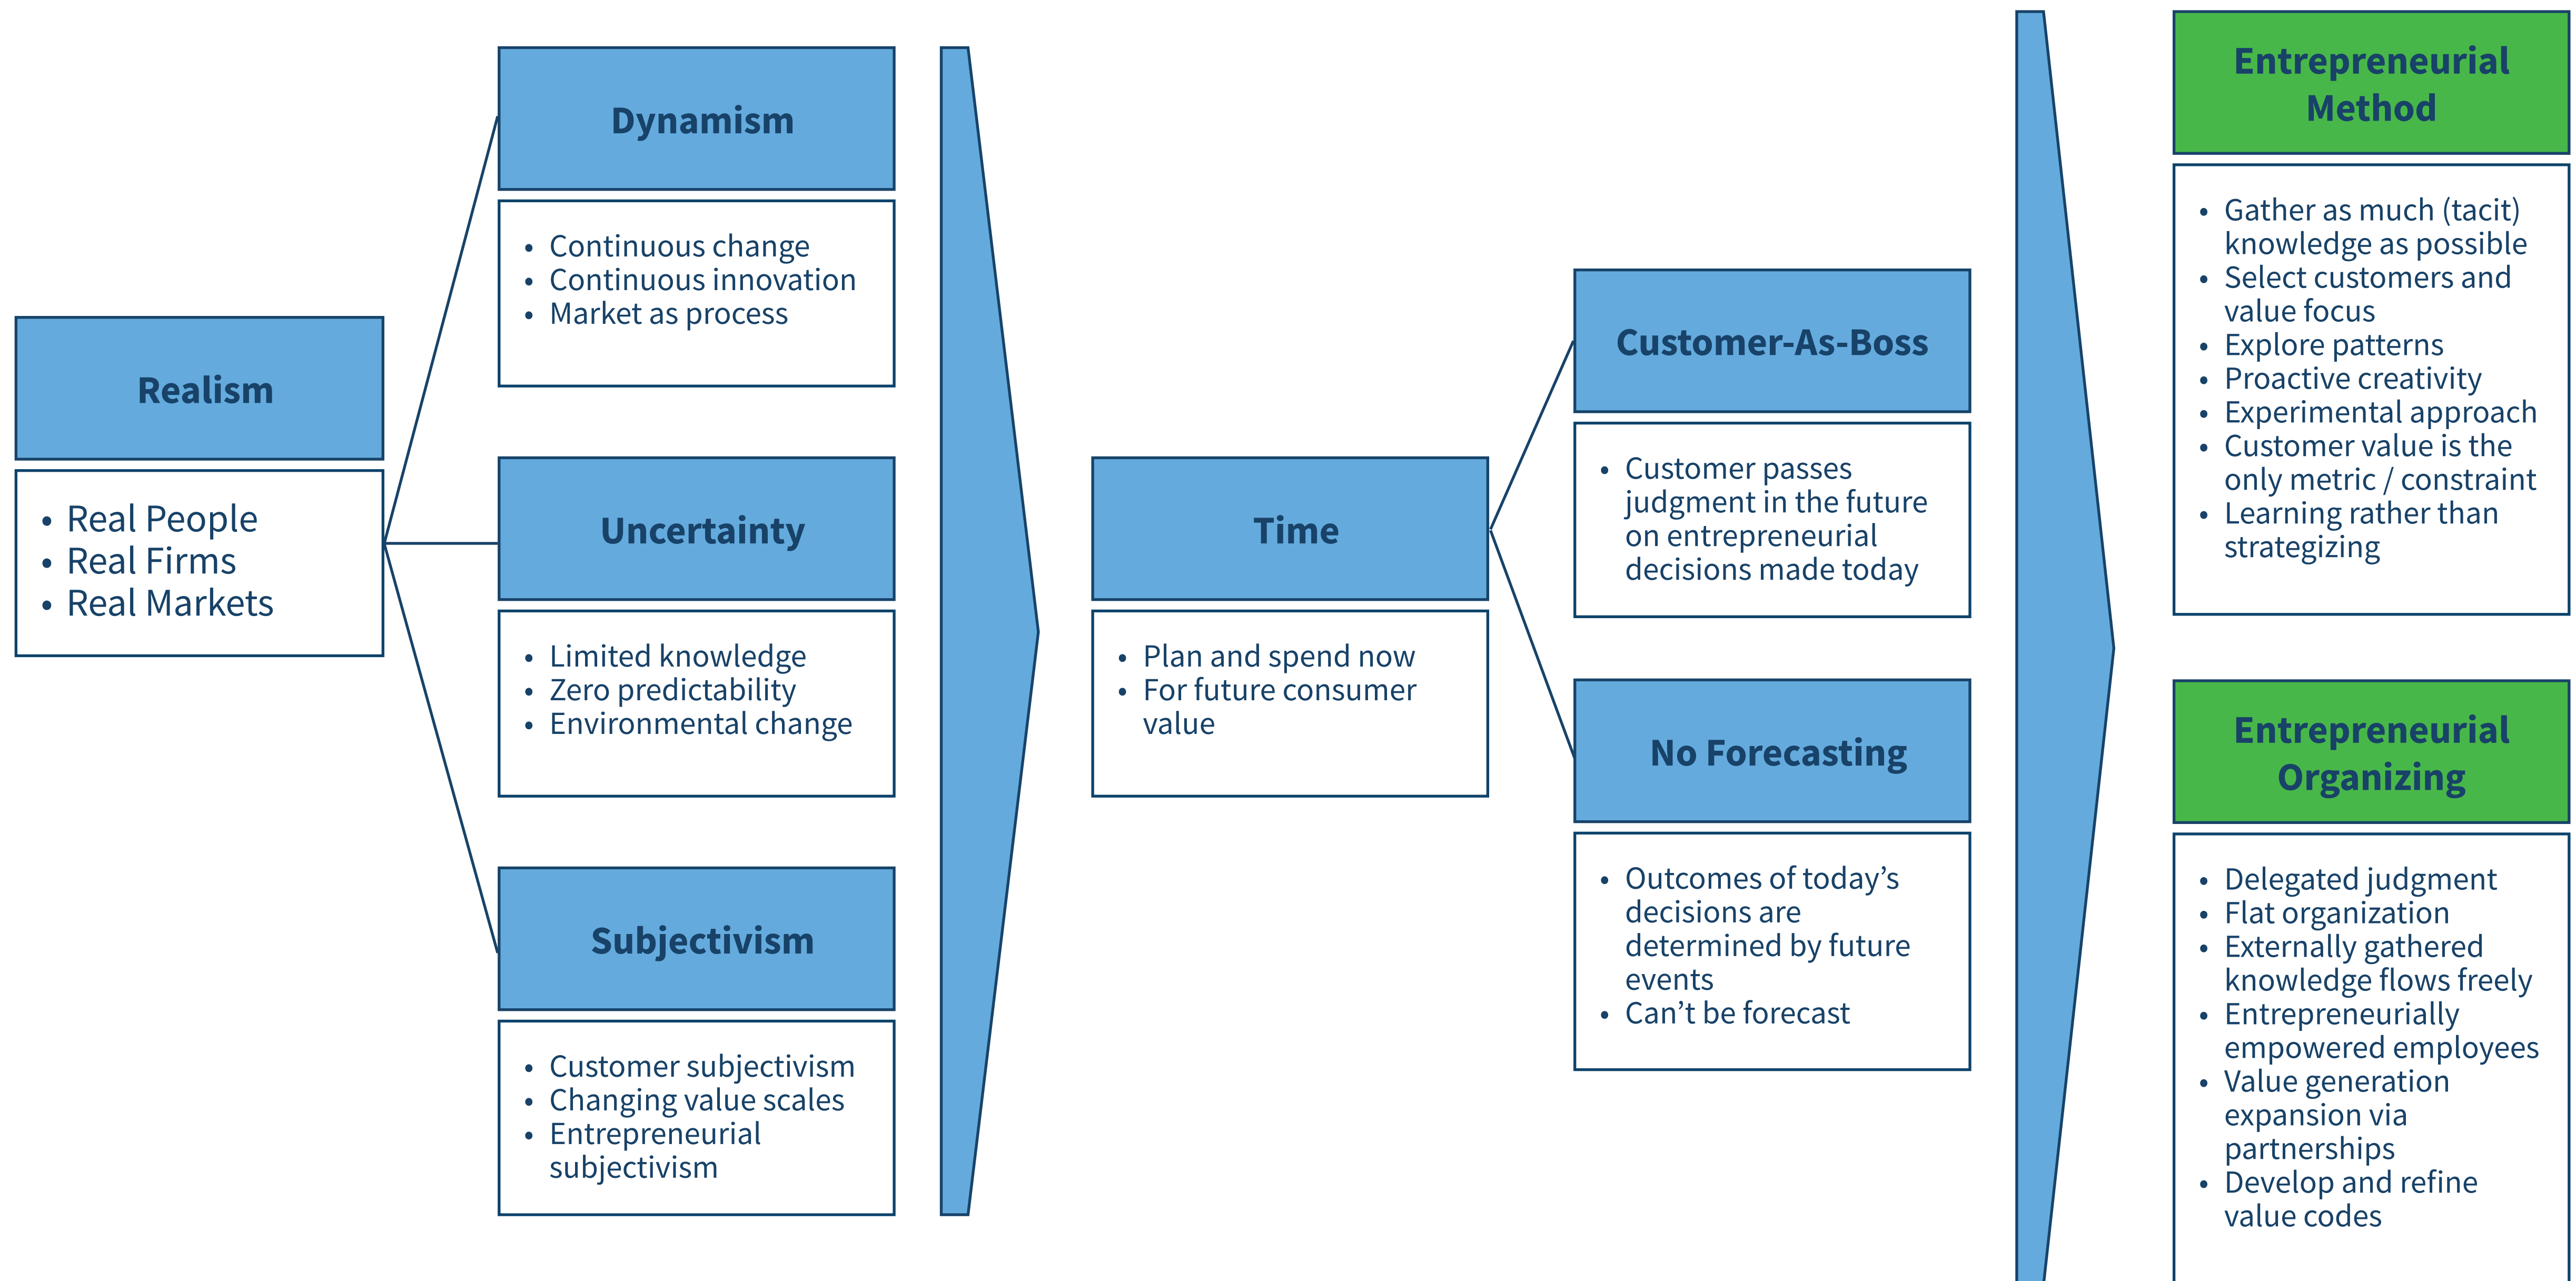 Realism
• Real People
• Real Firms
• Real Markets
Dynamism
• Continuous change
• Continuous innovation
• Market as process
Uncertainty
• Limited knowledge
• Zero predictability
• Environmental change
Subjectivism
• Customer subjectivism
• Changing value scales
• Entrepreneurial
subjectivism
Time
• Plan and spend now
• For future consumer
value
Customer-As-Boss
• Customer passes
judgment in the future
on entrepreneurial
decisions made today
No Forecasting
• Outcomes of today’s
decisions are
determined by future
events
• Can’t be forecast
Entrepreneurial
Method
• Gather as much (tacit)
knowledge as possible
• Select customers and
value focus
• Explore patterns
• Proactive creativity
• Experimental approach
• Customer value is the
only metric / constraint
• Learning rather than
strategizing
Entrepreneurial
Organizing
• Delegated judgment
• Flat organization
• Externally gathered
knowledge flows freely
• Entrepreneurially
empowered employees
• Value generation
expansion via
partnerships
• Develop and refine
value codes